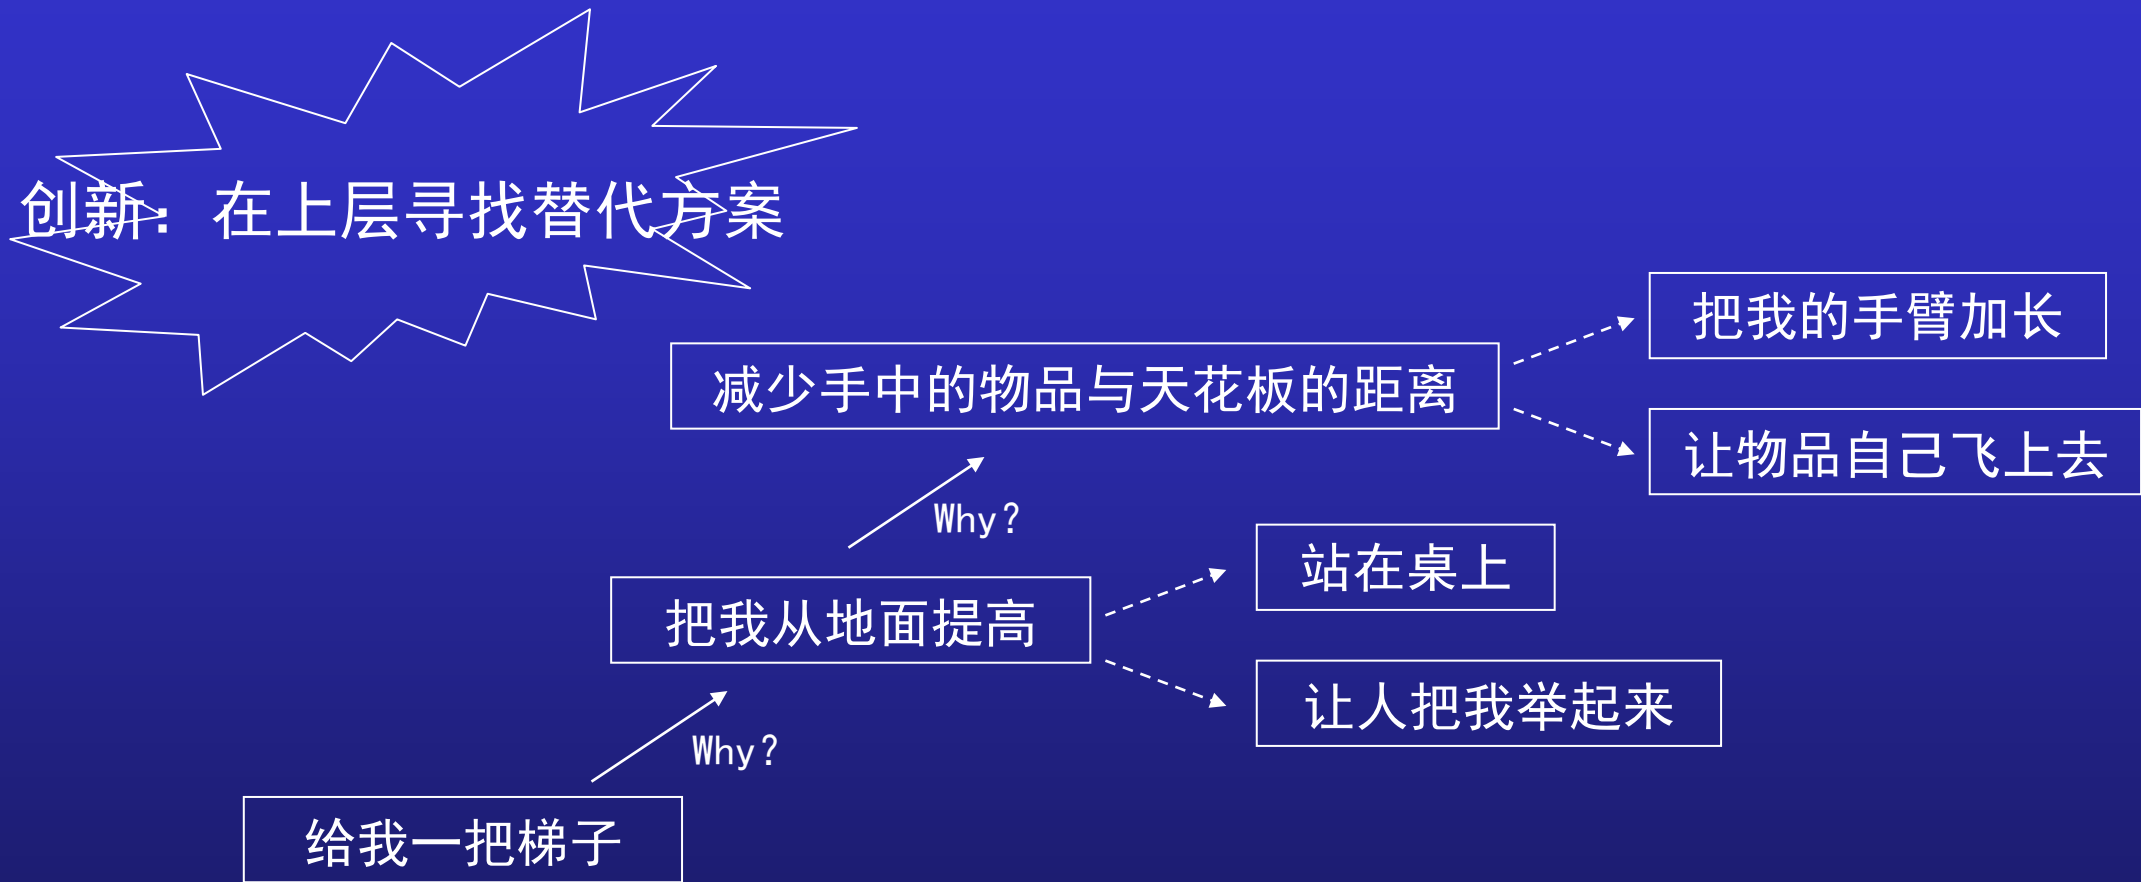 创新：在上层寻找替代方案
把我的手臂加长
减少手中的物品与天花板的距离
让物品自己飞上去
Why？
站在桌上
把我从地面提高
让人把我举起来
Why？
给我一把梯子